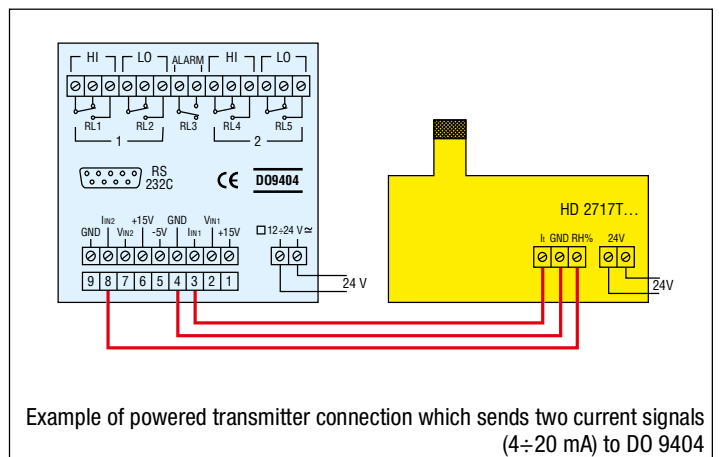 HI LO ALARM HI LO
RL1 RL2 RL3 RL4 RL5
1 2
RS
232C
CE DO9404
HD 2717T...
IIN2 +15V GND VIN1
GND VIN2 -5V IIN1 +15V
12÷24 V≃
It GND RH% 24V
9 8 7 6 5 4 3 2 1
24 V
24V
Example of powered transmitter connection which sends two current signals
(4÷20 mA) to DO 9404